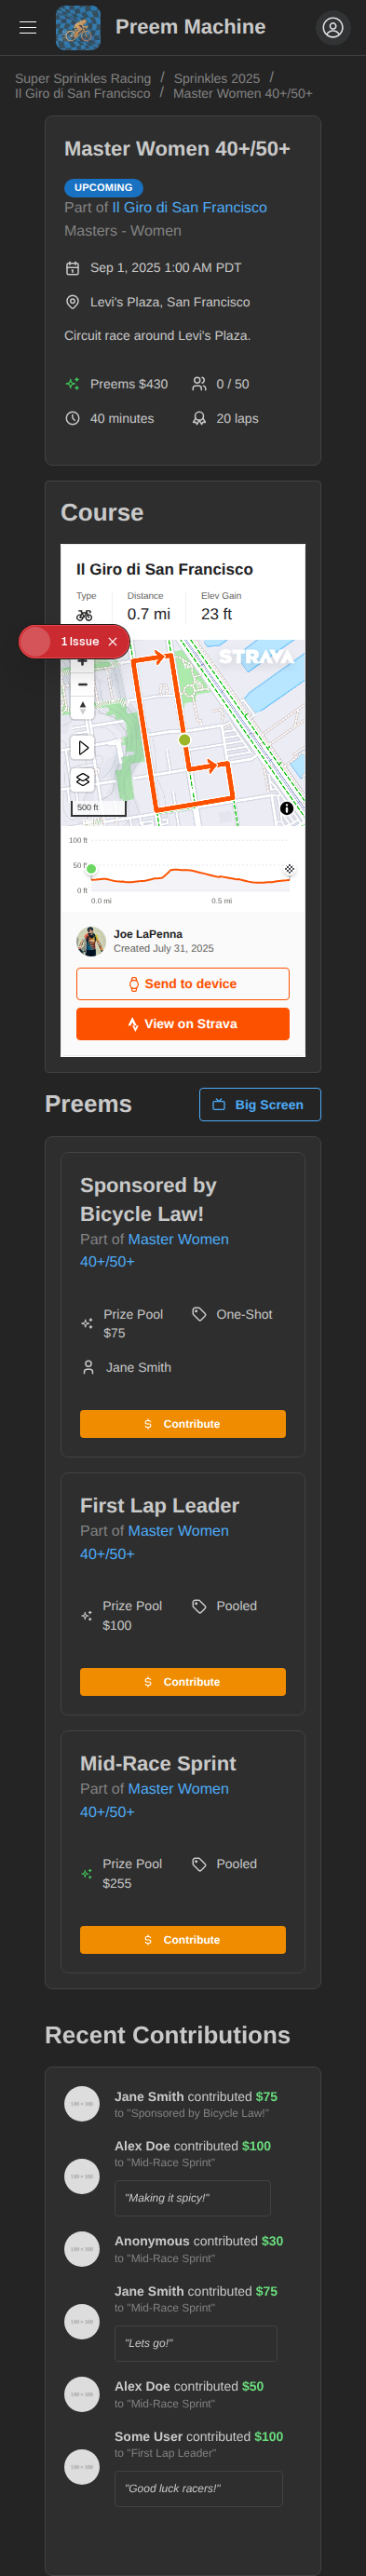 Preem Machine
Super Sprinkles Racing / Sprinkles 2025 /
Il Giro di San Francisco / Master Women 40+/50+
Master Women 40+/50+
UPCOMING
Part of Il Giro di San Francisco
Masters - Women
Sep 1, 2025 1:00 AM PDT
Levi's Plaza, San Francisco
Circuit race around Levi's Plaza.
Preems $430 0 / 50
40 minutes 20 laps
Course
Il Giro di San Francisco
Type Distance Elev Gain
0.7 mi 23 ft
1 Issue
STRAVA
500 ft
100 ft
50 ft
0 ft
0.0 mi 0.5 mi
Joe LaPenna
Created July 31, 2025
Send to device
View on Strava
Preems Big Screen
Sponsored by
Bicycle Law!
Part of Master Women
40+/50+
Prize Pool One-Shot
$75
Jane Smith
Contribute
First Lap Leader
Part of Master Women
40+/50+
Prize Pool Pooled
$100
Contribute
Mid-Race Sprint
Part of Master Women
40+/50+
Prize Pool Pooled
$255
Contribute
Recent Contributions
Jane Smith contributed $75
to "Sponsored by Bicycle Law!"
Alex Doe contributed $100
to "Mid-Race Sprint"
"Making it spicy!"
Anonymous contributed $30
to "Mid-Race Sprint"
Jane Smith contributed $75
to "Mid-Race Sprint"
"Lets go!"
Alex Doe contributed $50
to "Mid-Race Sprint"
Some User contributed $100
to "First Lap Leader"
"Good luck racers!"